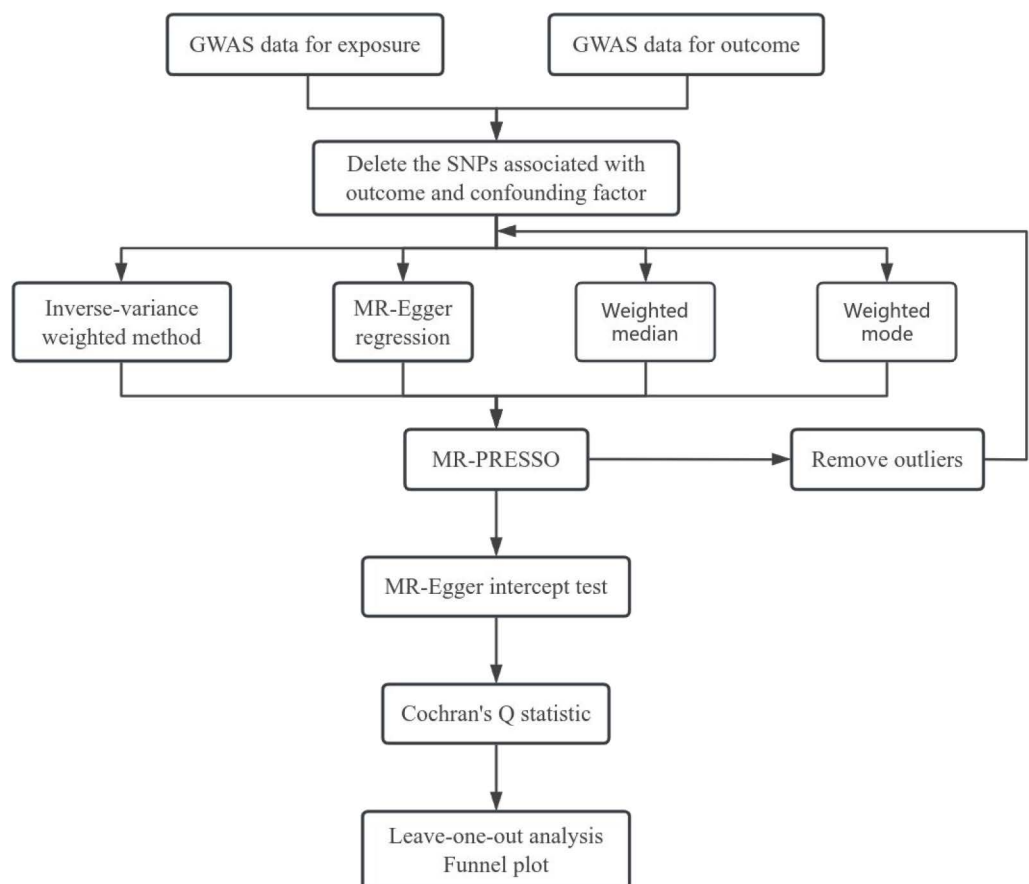 GWAS data for exposure
GWAS data for outcome
Delete the SNPs associated with
outcome and confounding factor
Inverse-variance
weighted method
MR-Egger
regression
Weighted
median
Weighted
mode
MR-PRESSO
Remove outliers
MR-Egger intercept test
Cochran's Q statistic
Leave-one-out analysis
Funnel plot